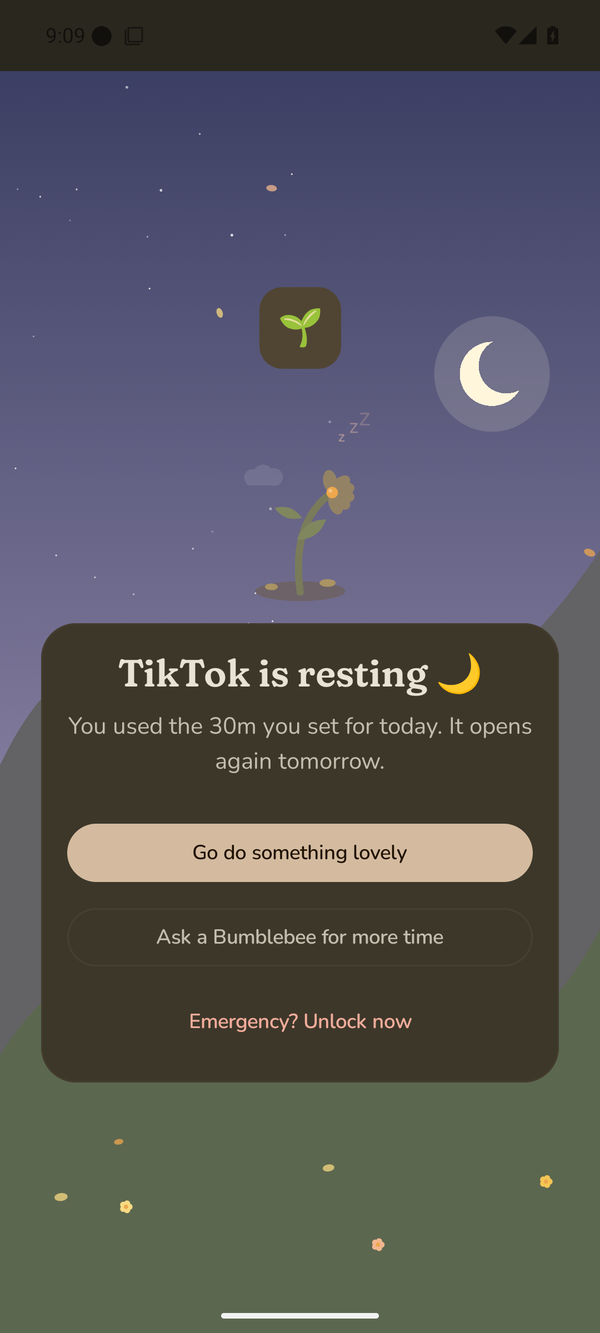 9:09
z z Z
TikTok is resting 🌙
You used the 30m you set for today. It opens
again tomorrow.
Go do something lovely
Ask a Bumblebee for more time
Emergency? Unlock now